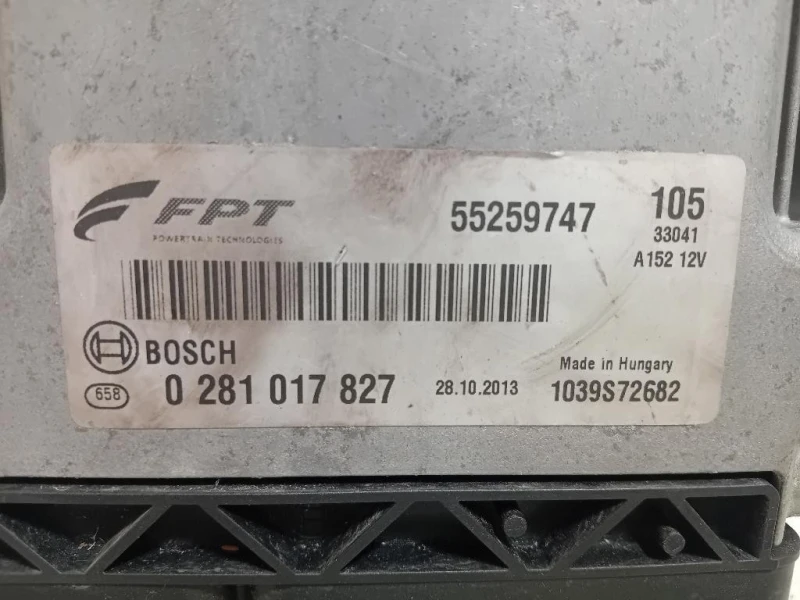 FPT
POWERTRAIN TECHNOLOGIES
55259747
105
33041
A152 12V
BOSCH
658
0 281 017 827
28.10.2013
Made in Hungary
1039S72682